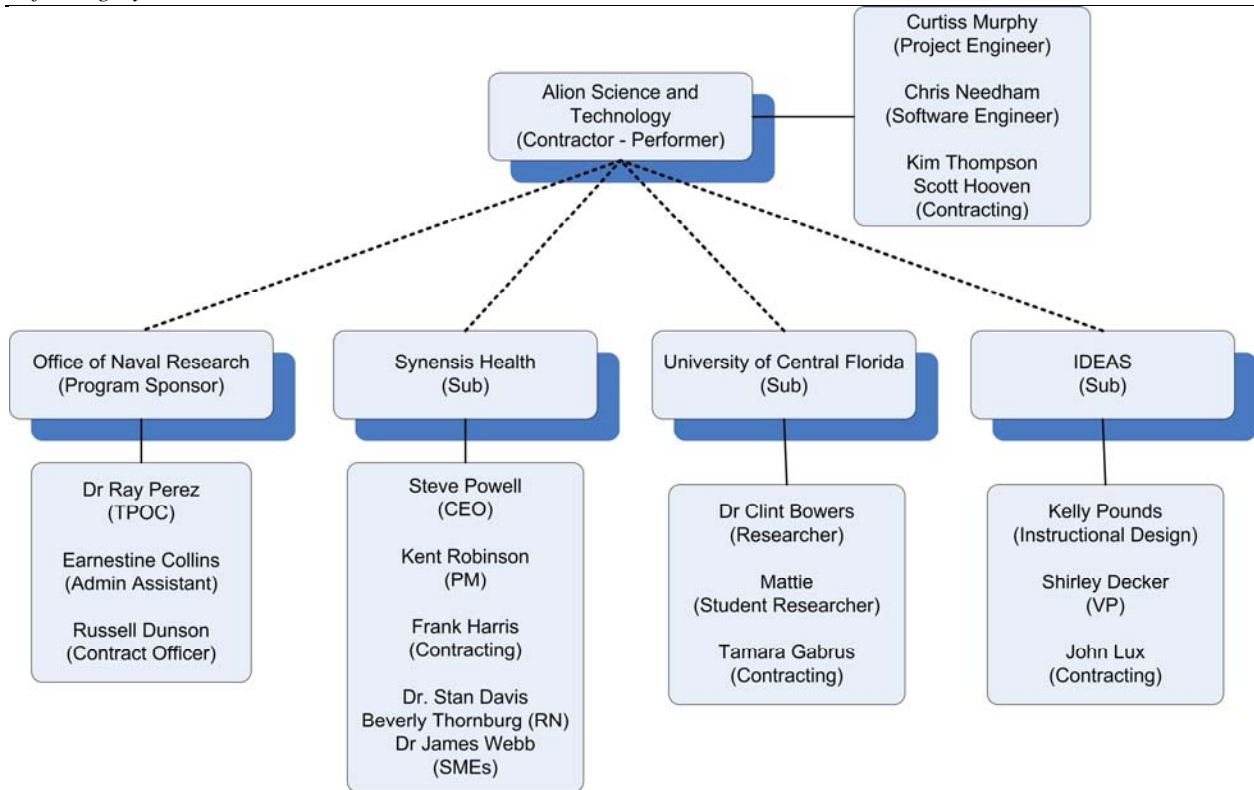 Curtiss Murphy
(Project Engineer)
Chris Needham
(Software Engineer)
Kim Thompson
Scott Hooven
(Contracting)
Alion Science and
Technology
(Contractor - Performer)
Office of Naval Research
(Program Sponsor)
Synensis Health
(Sub)
University of Central Florida
(Sub)
IDEAS
(Sub)
Dr Ray Perez
(TPOC)
Earnestine Collins
(Admin Assistant)
Russell Dunson
(Contract Officer)
Steve Powell
(CEO)
Kent Robinson
(PM)
Frank Harris
(Contracting)
Dr. Stan Davis
Beverly Thornburg (RN)
Dr James Webb
(SMEs)
Dr Clint Bowers
(Researcher)
Mattie
(Student Researcher)
Tamara Gabrus
(Contracting)
Kelly Pounds
(Instructional Design)
Shirley Decker
(VP)
John Lux
(Contracting)